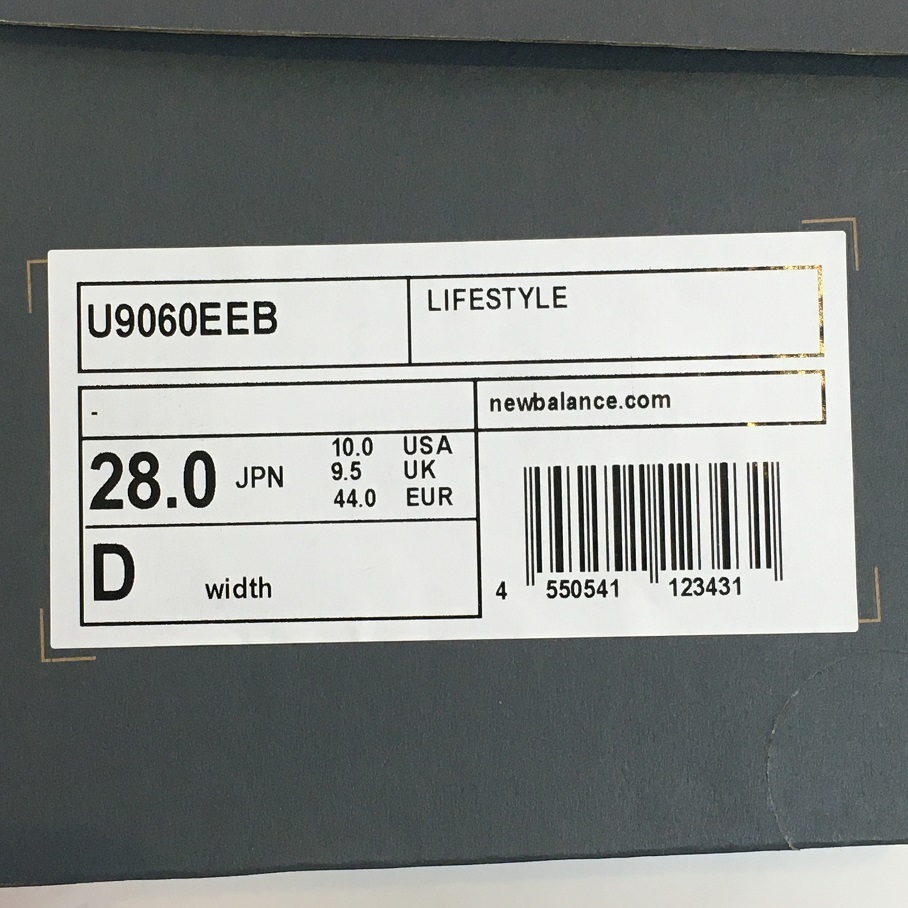 U9060EEB
LIFESTYLE
-
newbalance.com
28.0 JPN
10.0 USA
9.5 UK
44.0 EUR
D width
4 550541 123431